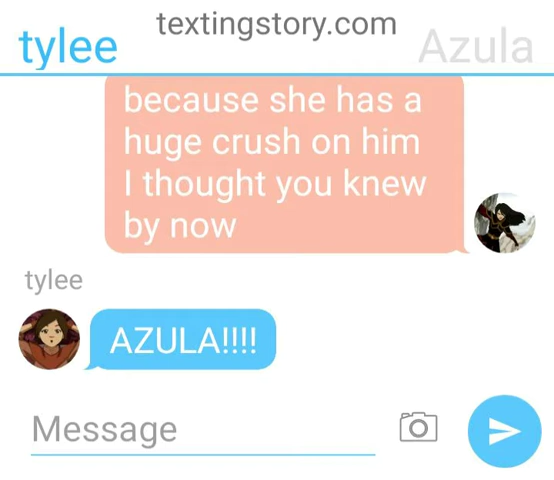 textingstory.com
tylee
Azula
because she has a
huge crush on him
I thought you knew
by now
tylee
AZULA!!!!
Message